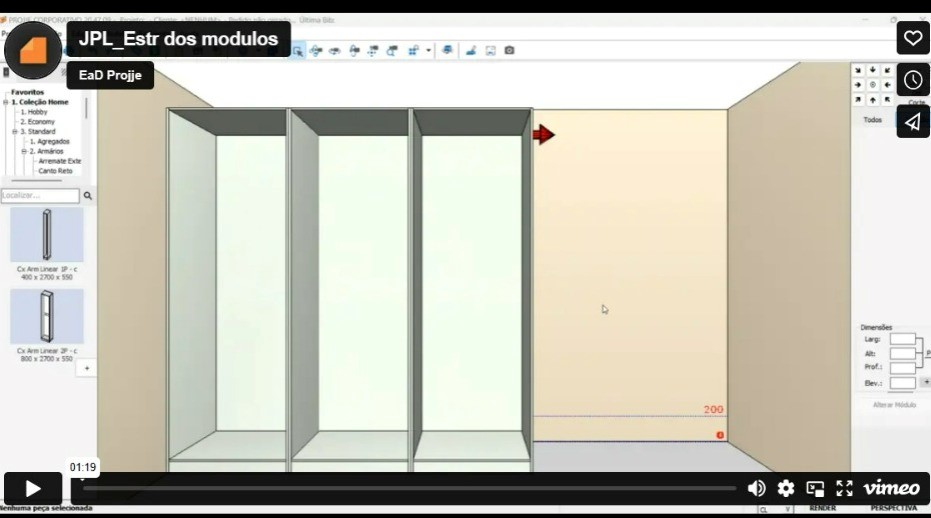 JPL_Estr dos modulos
EaD Projje
Favoritos
1. Coleção Home
1. Hobby
2. Economy
3. Standard
1. Agregados
2. Armários
Arremate Exte
Canto Reto
Localizar...
Cx Arm Linear 1P - c
400 x 2700 x 550
Cx Arm Linear 2P - c
800 x 2700 x 550
+
Corte
Todos
200
0
Dimensões
Larg:
Alt:
Prof.:
Elev.:
+
Alterar Módulo
01:19
vimeo
Nenhuma peça selecionada
RENDER
PERSPECTIVA